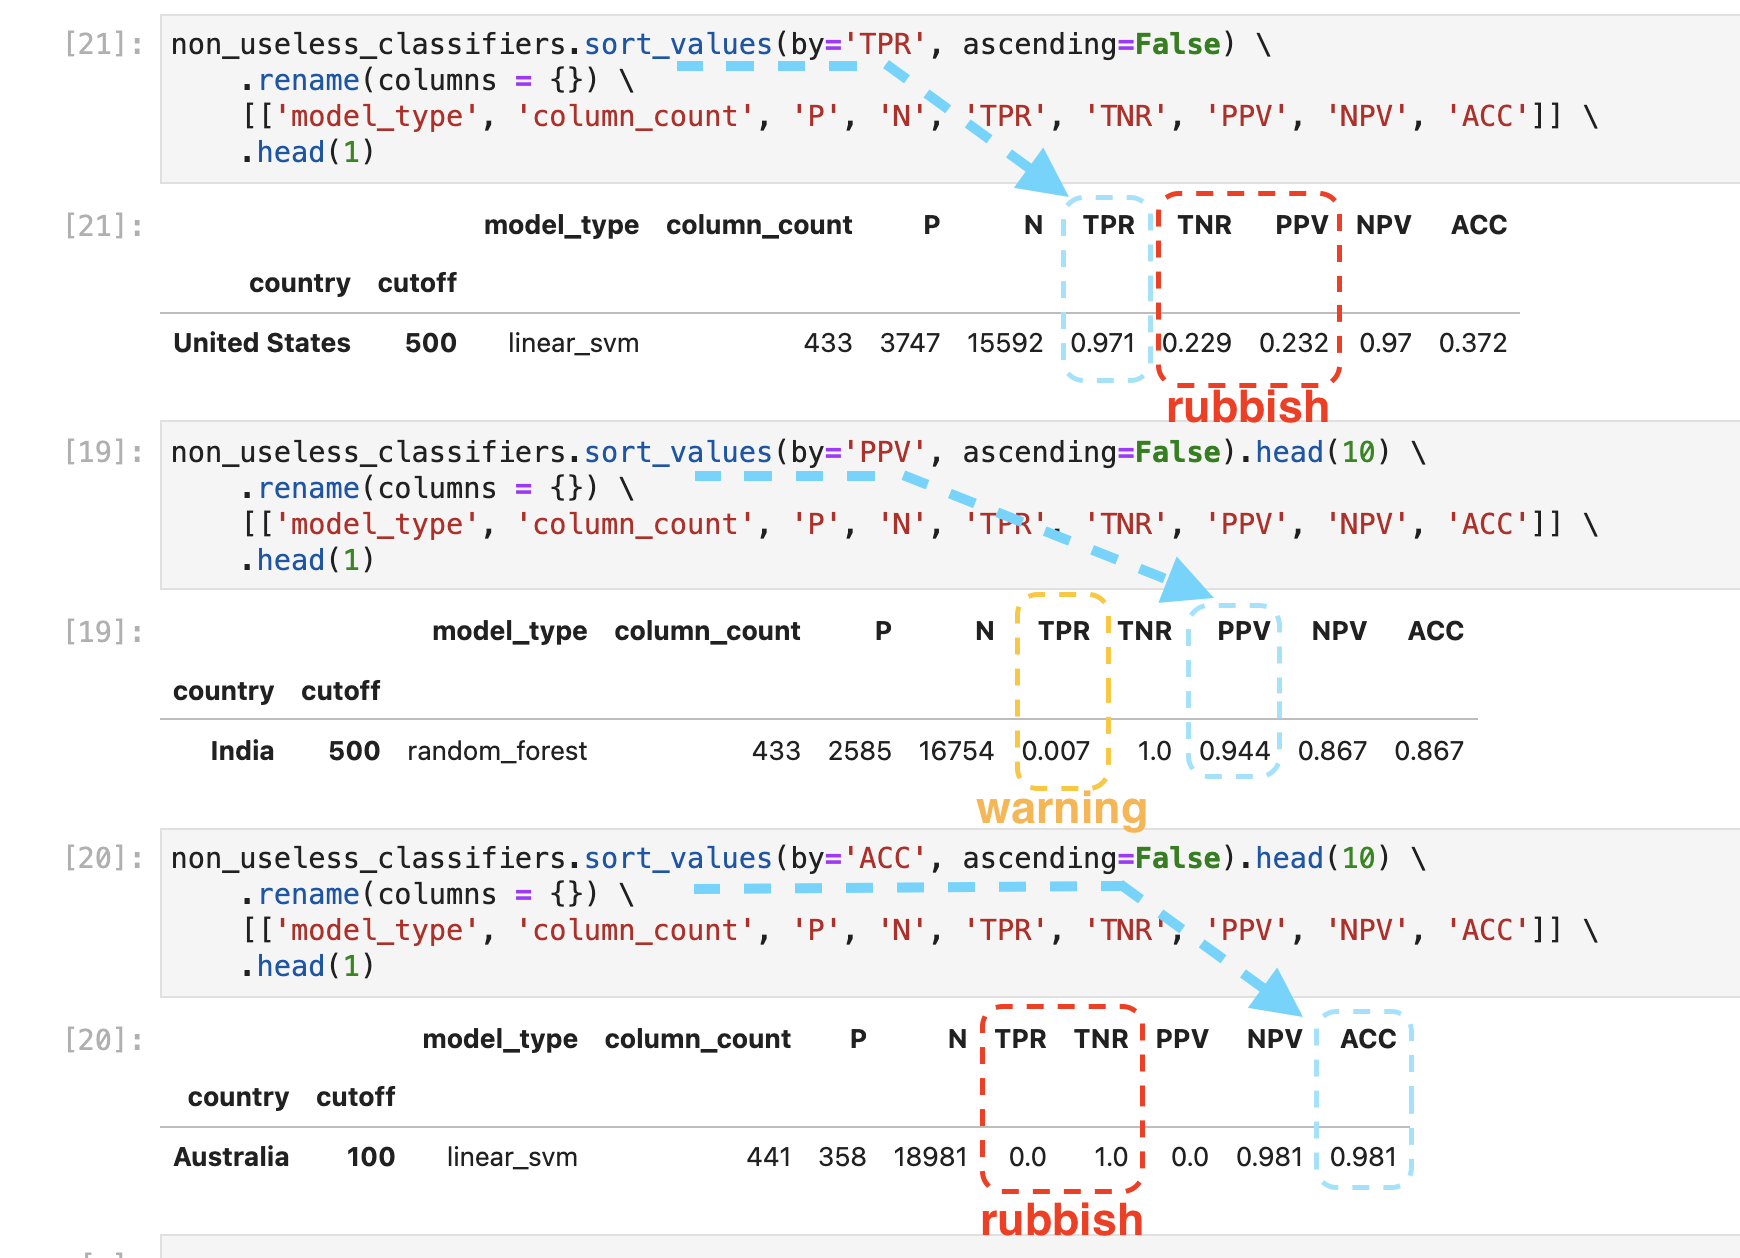 [21]: non_useless_classifiers.sort_values(by='TPR', ascending=False) \
.rename(columns = {}) \
[['model_type', 'column_count', 'P', 'N', 'TPR', 'TNR', 'PPV', 'NPV', 'ACC']] \
.head(1)
[21]: model_type column_count P N TPR TNR PPV NPV ACC
country cutoff
United States 500 linear_svm 433 3747 15592 0.971 0.229 0.232 0.97 0.372
rubbish
[19]: non_useless_classifiers.sort_values(by='PPV', ascending=False).head(10) \
.rename(columns = {}) \
[['model_type', 'column_count', 'P', 'N', 'TPR', 'TNR', 'PPV', 'NPV', 'ACC']] \
.head(1)
[19]: model_type column_count P N TPR TNR PPV NPV ACC
country cutoff
India 500 random_forest 433 2585 16754 0.007 1.0 0.944 0.867 0.867
warning
[20]: non_useless_classifiers.sort_values(by='ACC', ascending=False).head(10) \
.rename(columns = {}) \
[['model_type', 'column_count', 'P', 'N', 'TPR', 'TNR', 'PPV', 'NPV', 'ACC']] \
.head(1)
[20]: model_type column_count P N TPR TNR PPV NPV ACC
country cutoff
Australia 100 linear_svm 441 358 18981 0.0 1.0 0.0 0.981 0.981
rubbish